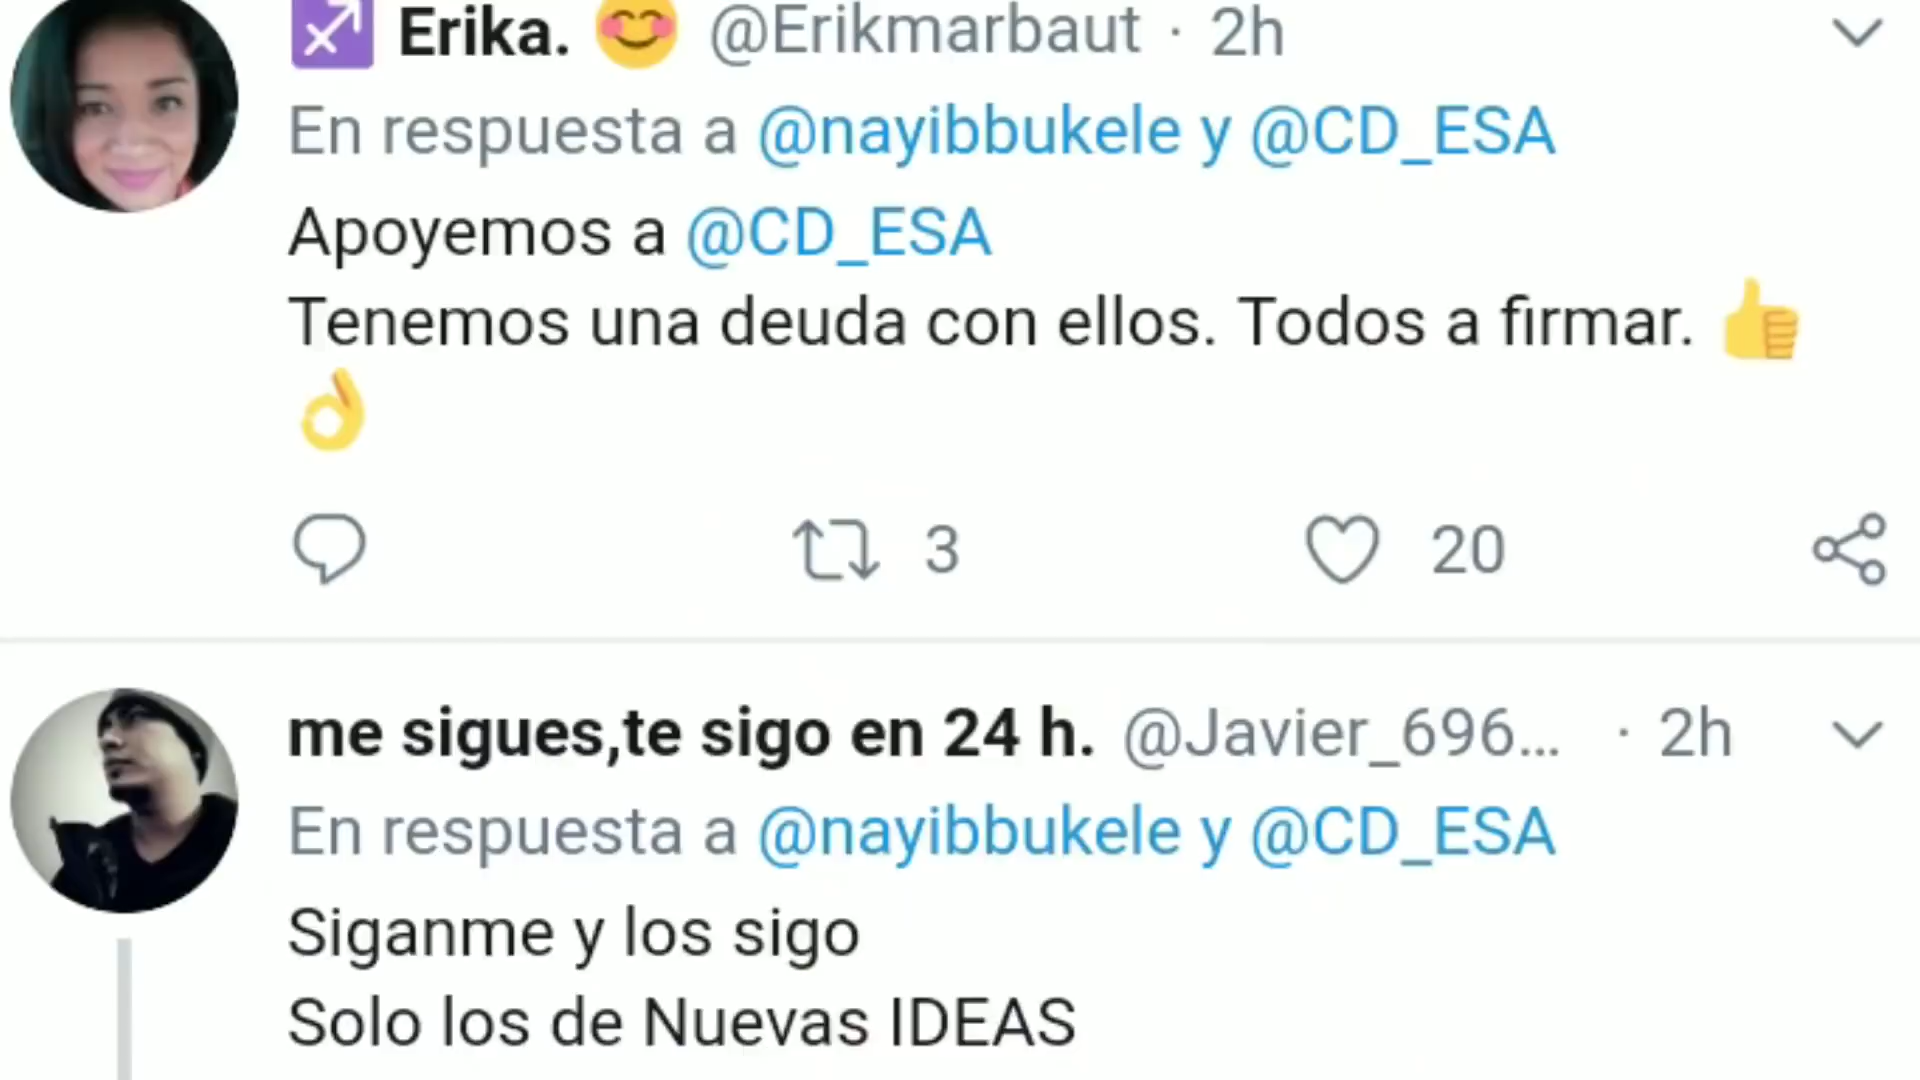 Erika. 😊 @Erikmarbaut · 2h
En respuesta a @nayibbukele y @CD_ESA
Apoyemos a @CD_ESA
Tenemos una deuda con ellos. Todos a firmar. 👍
👌
3 20
me sigues,te sigo en 24 h. @Javier_696... · 2h
En respuesta a @nayibbukele y @CD_ESA
Siganme y los sigo
Solo los de Nuevas IDEAS